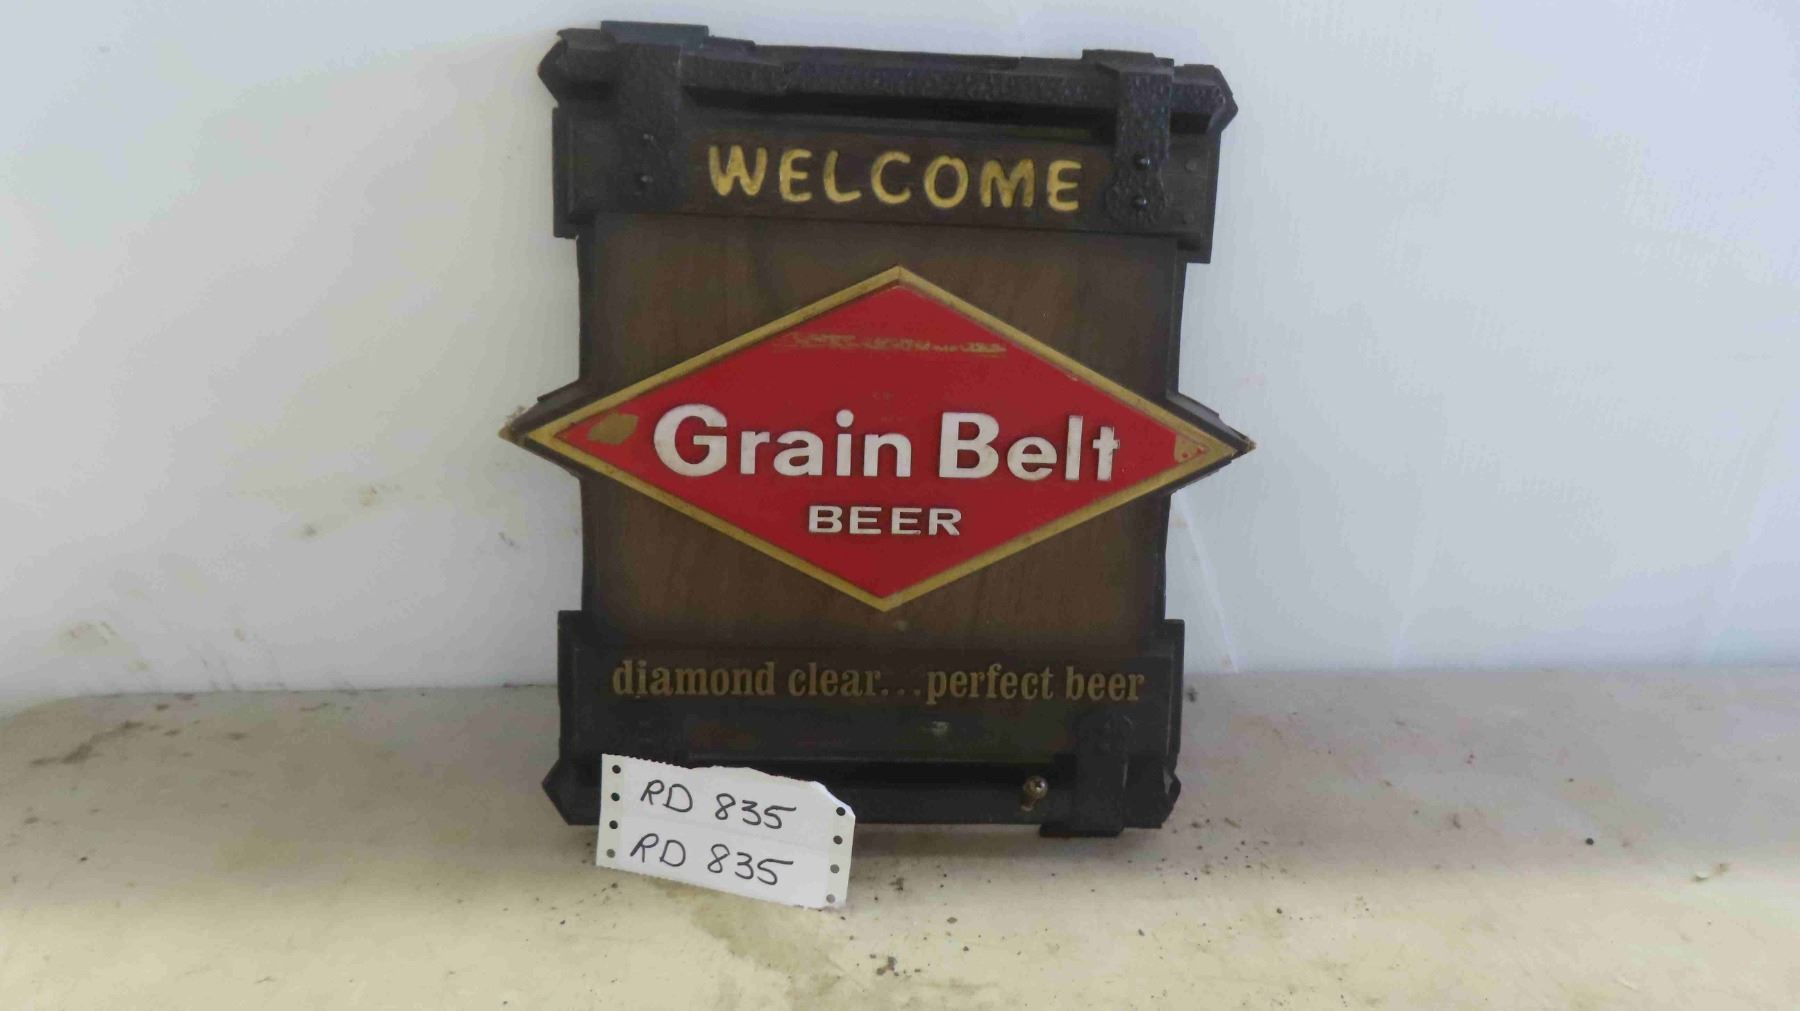 WELCOME
Grain Belt
BEER
diamond clear...perfect beer
RD 835
RD 835